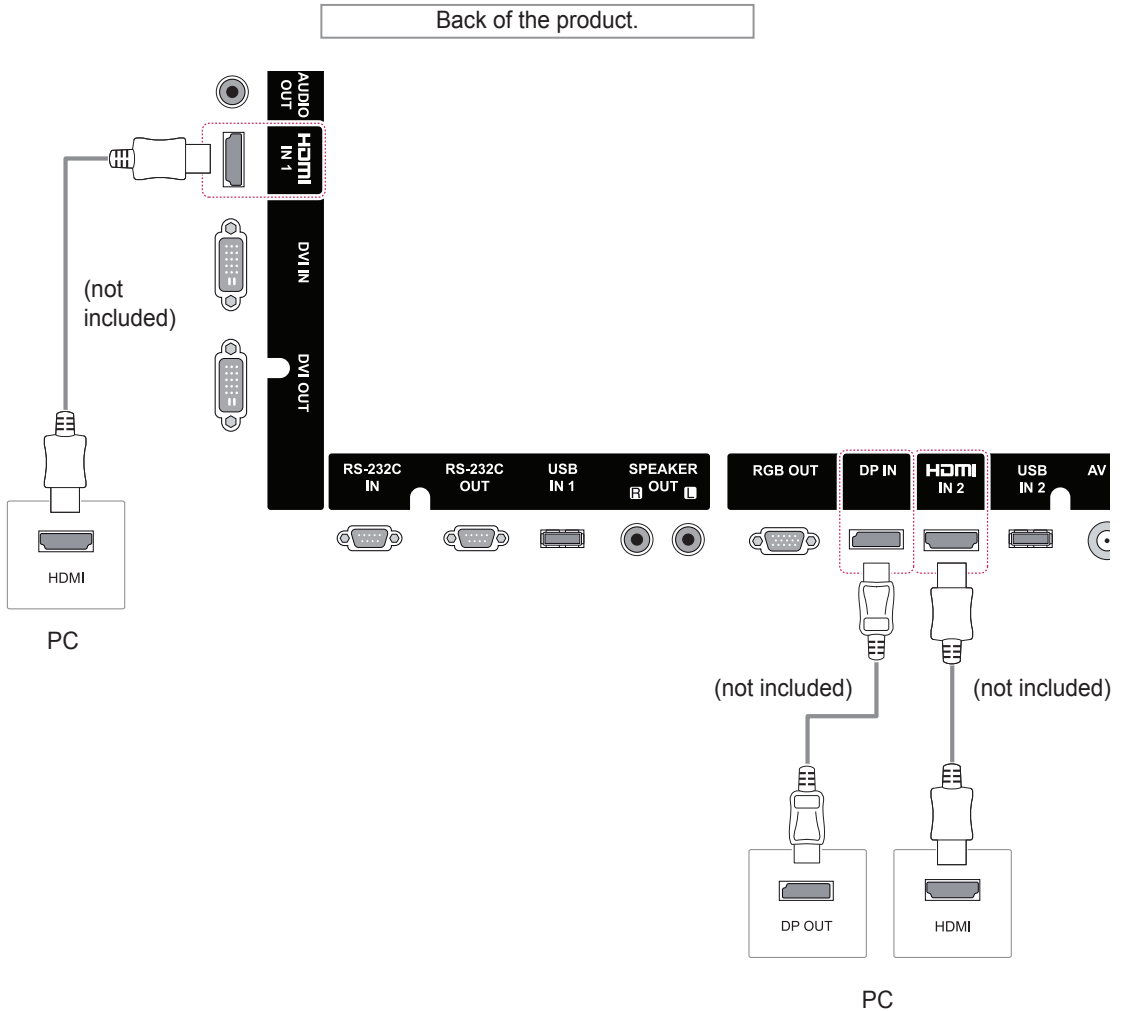 Back of the product.
AUDIO
OUT
HDMI
IN 1
DVI IN
DVI OUT
(not
included)
HDMI
PC
RS-232C
IN
RS-232C
OUT
USB
IN 1
SPEAKER
R OUT L
RGB OUT
DP IN
HDMI
IN 2
USB
IN 2
AV
(not included)
(not included)
DP OUT
HDMI
PC